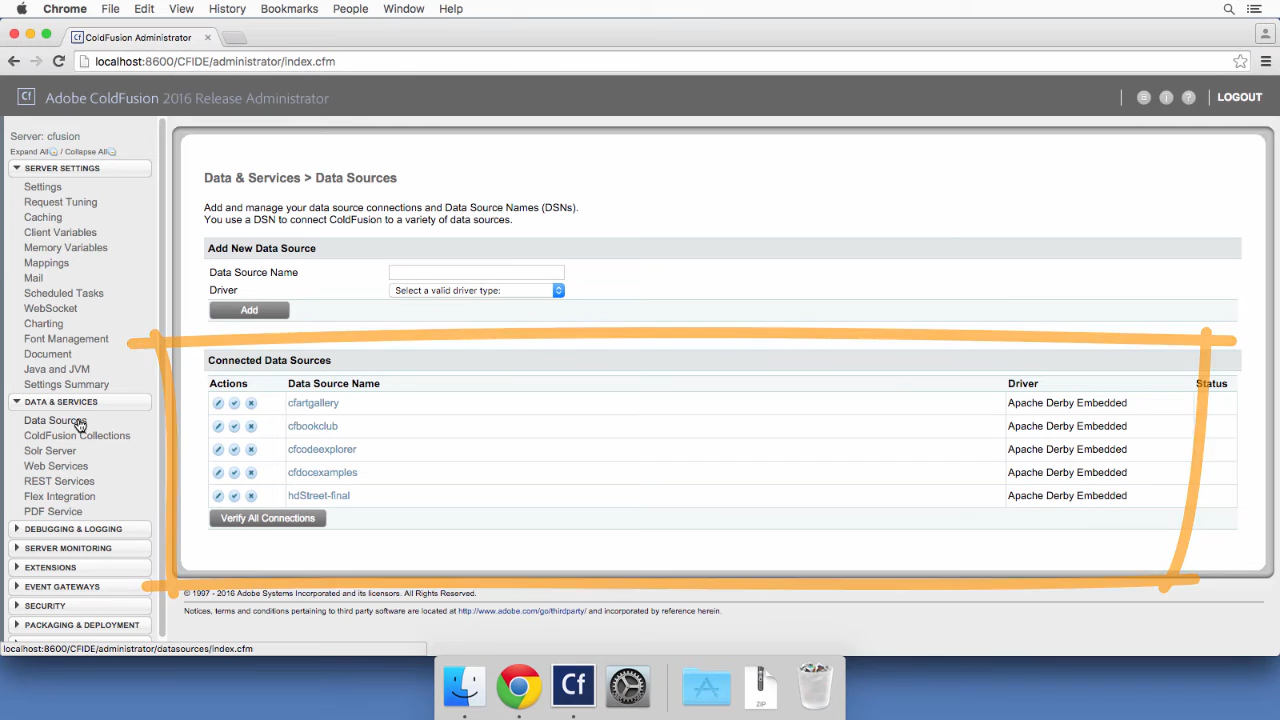 Chrome File Edit View History Bookmarks People Window Help
Cf ColdFusion Administrator
localhost:8600/CFIDE/administrator/index.cfm
Cf Adobe ColdFusion 2016 Release Administrator
LOGOUT
Server: cfusion
Expand All / Collapse All
SERVER SETTINGS
Settings
Request Tuning
Caching
Client Variables
Memory Variables
Mappings
Mail
Scheduled Tasks
WebSocket
Charting
Font Management
Document
Java and JVM
Settings Summary
DATA & SERVICES
Data Sources
ColdFusion Collections
Solr Server
Web Services
REST Services
Flex Integration
PDF Service
DEBUGGING & LOGGING
SERVER MONITORING
EXTENSIONS
EVENT GATEWAYS
SECURITY
PACKAGING & DEPLOYMENT
Data & Services > Data Sources
Add and manage your data source connections and Data Source Names (DSNs).
You use a DSN to connect ColdFusion to a variety of data sources.
Add New Data Source
Data Source Name
Driver Select a valid driver type:
Add
Connected Data Sources
Actions Data Source Name Driver Status
cfartgallery Apache Derby Embedded
cfbookclub Apache Derby Embedded
cfcodeexplorer Apache Derby Embedded
cfdocexamples Apache Derby Embedded
hdStreet-final Apache Derby Embedded
Verify All Connections
© 1997 - 2016 Adobe Systems Incorporated and its licensors. All rights reserved.
Notices, terms and conditions pertaining to third party software are located at http://www.adobe.com/go/thirdparty/ and incorporated by reference herein.
localhost:8600/CFIDE/administrator/datasources/index.cfm
Cf
ZIP